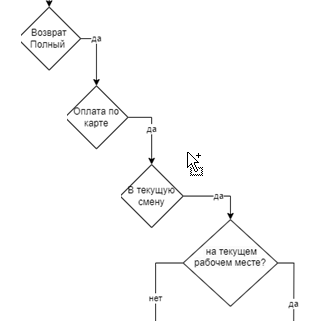 Возврат
Полный
да
Оплата по
карте
да
В текущую
смену
да
на текущем
рабочем месте?
нет
да